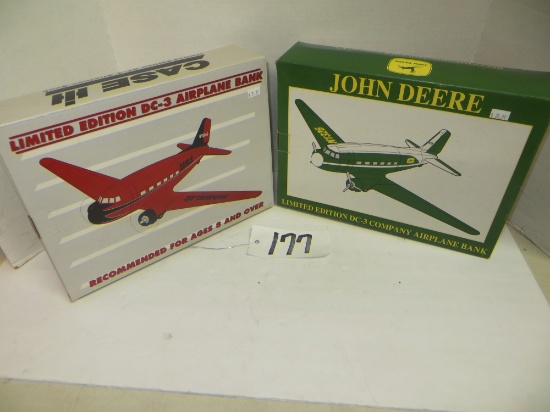 CASE IH
LIMITED EDITION DC-3 AIRPLANE BANK
RECOMMENDED FOR AGES 8 AND OVER
177
JOHN DEERE
LIMITED EDITION DC-3 COMPANY AIRPLANE BANK